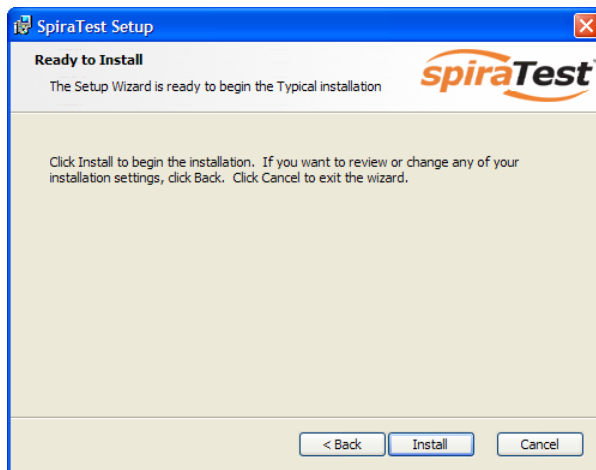 SpiraTest Setup
Ready to Install
The Setup Wizard is ready to begin the Typical installation
spiraTest
Click Install to begin the installation. If you want to review or change any of your
installation settings, click Back. Click Cancel to exit the wizard.
< Back
Install
Cancel